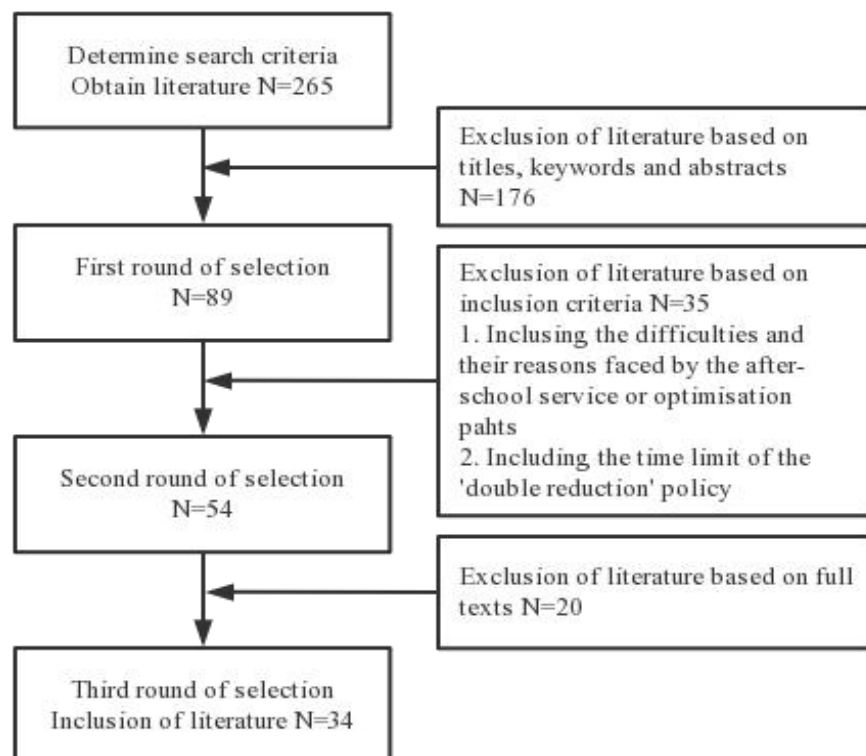 Determine search criteria
Obtain literature N=265
Exclusion of literature based on
titles, keywords and abstracts
N=176
First round of selection
N=89
Exclusion of literature based on
inclusion criteria N=35
1. Inclusing the difficulties and
their reasons faced by the after-
school service or optimisation
pahts
2. Including the time limit of the
'double reduction' policy
Second round of selection
N=54
Exclusion of literature based on full
texts N=20
Third round of selection
Inclusion of literature N=34